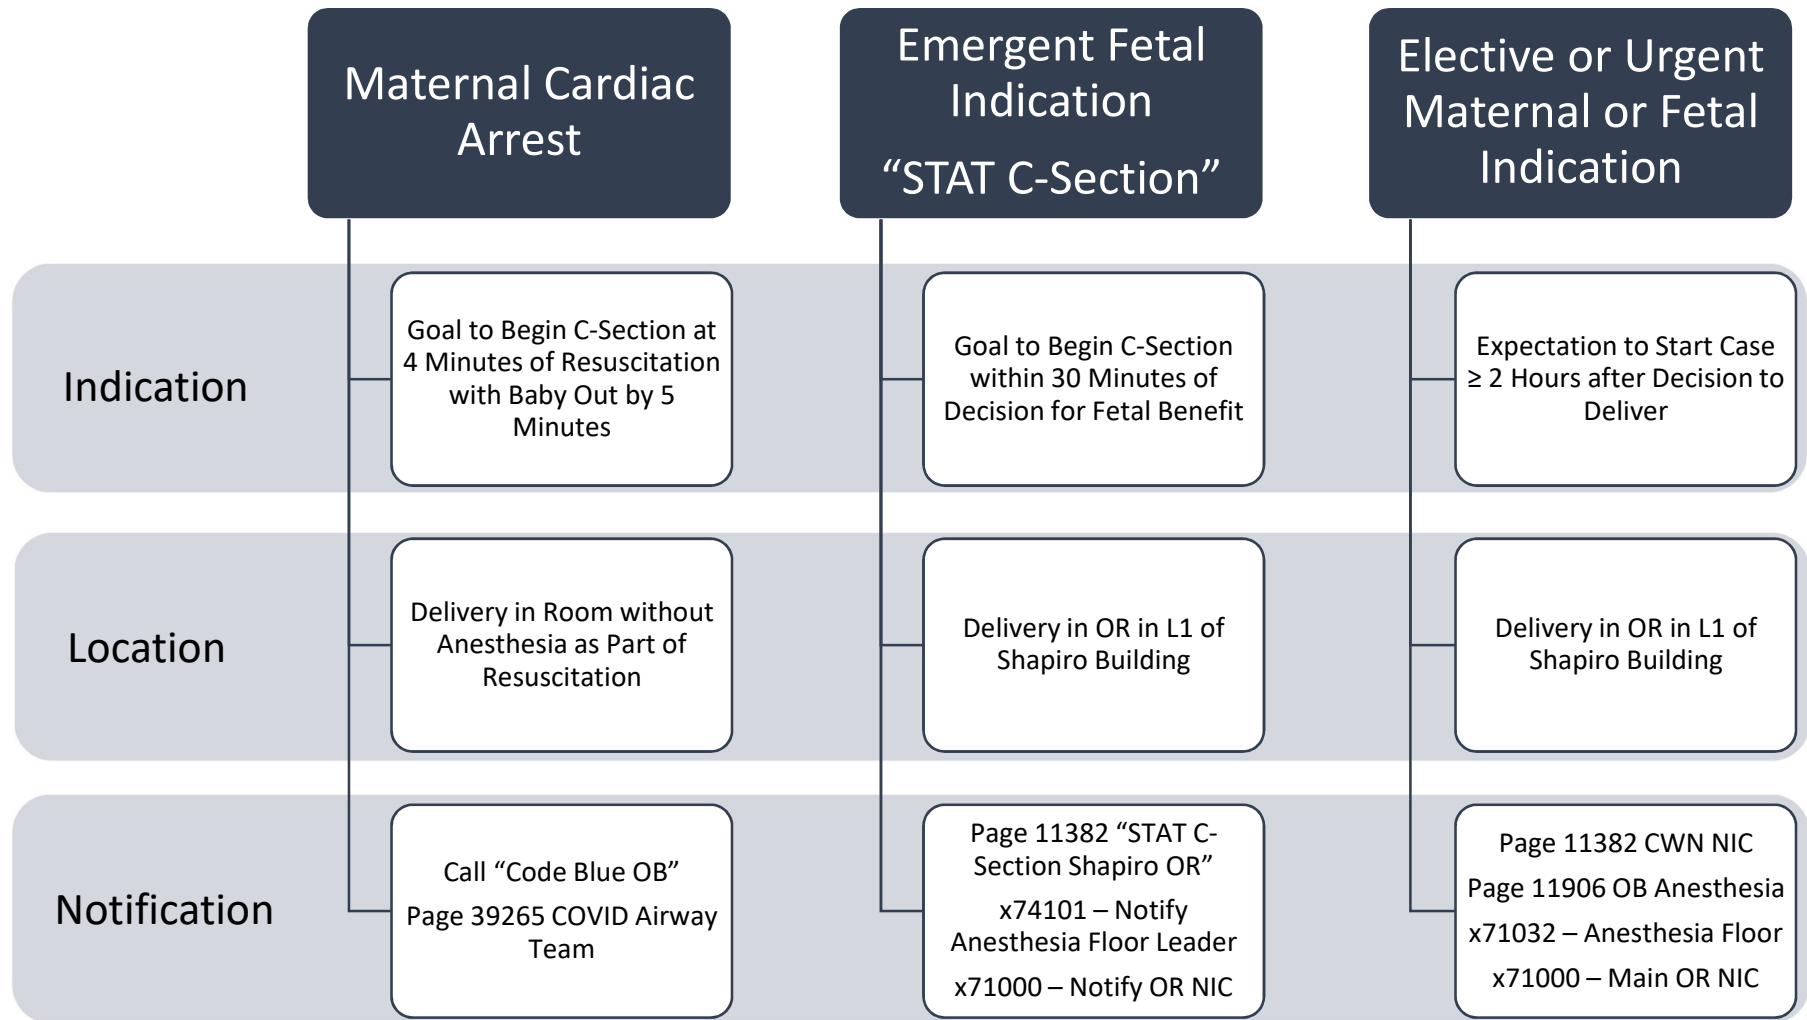 Maternal Cardiac
Arrest
Emergent Fetal
Indication
“STAT C-Section”
Elective or Urgent
Maternal or Fetal
Indication
Indication
Goal to Begin C-Section at
4 Minutes of Resuscitation
with Baby Out by 5
Minutes
Goal to Begin C-Section
within 30 Minutes of
Decision for Fetal Benefit
Expectation to Start Case
≥ 2 Hours after Decision to
Deliver
Location
Delivery in Room without
Anesthesia as Part of
Resuscitation
Delivery in OR in L1 of
Shapiro Building
Delivery in OR in L1 of
Shapiro Building
Notification
Call “Code Blue OB”
Page 39265 COVID Airway
Team
Page 11382 “STAT C-
Section Shapiro OR”
x74101 – Notify
Anesthesia Floor Leader
x71000 – Notify OR NIC
Page 11382 CWN NIC
Page 11906 OB Anesthesia
x71032 – Anesthesia Floor
x71000 – Main OR NIC